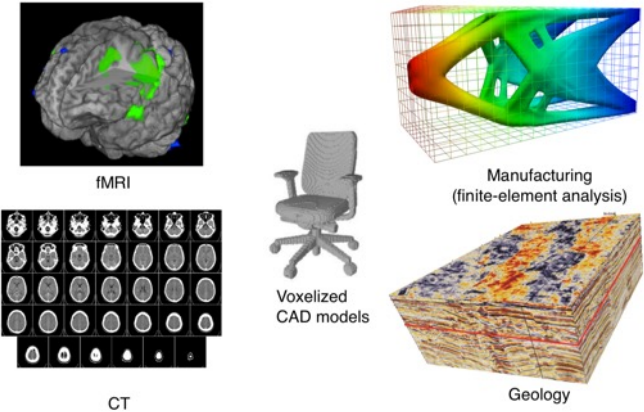 fMRI
Manufacturing
(finite-element analysis)
Voxelized
CAD models
Geology
CT